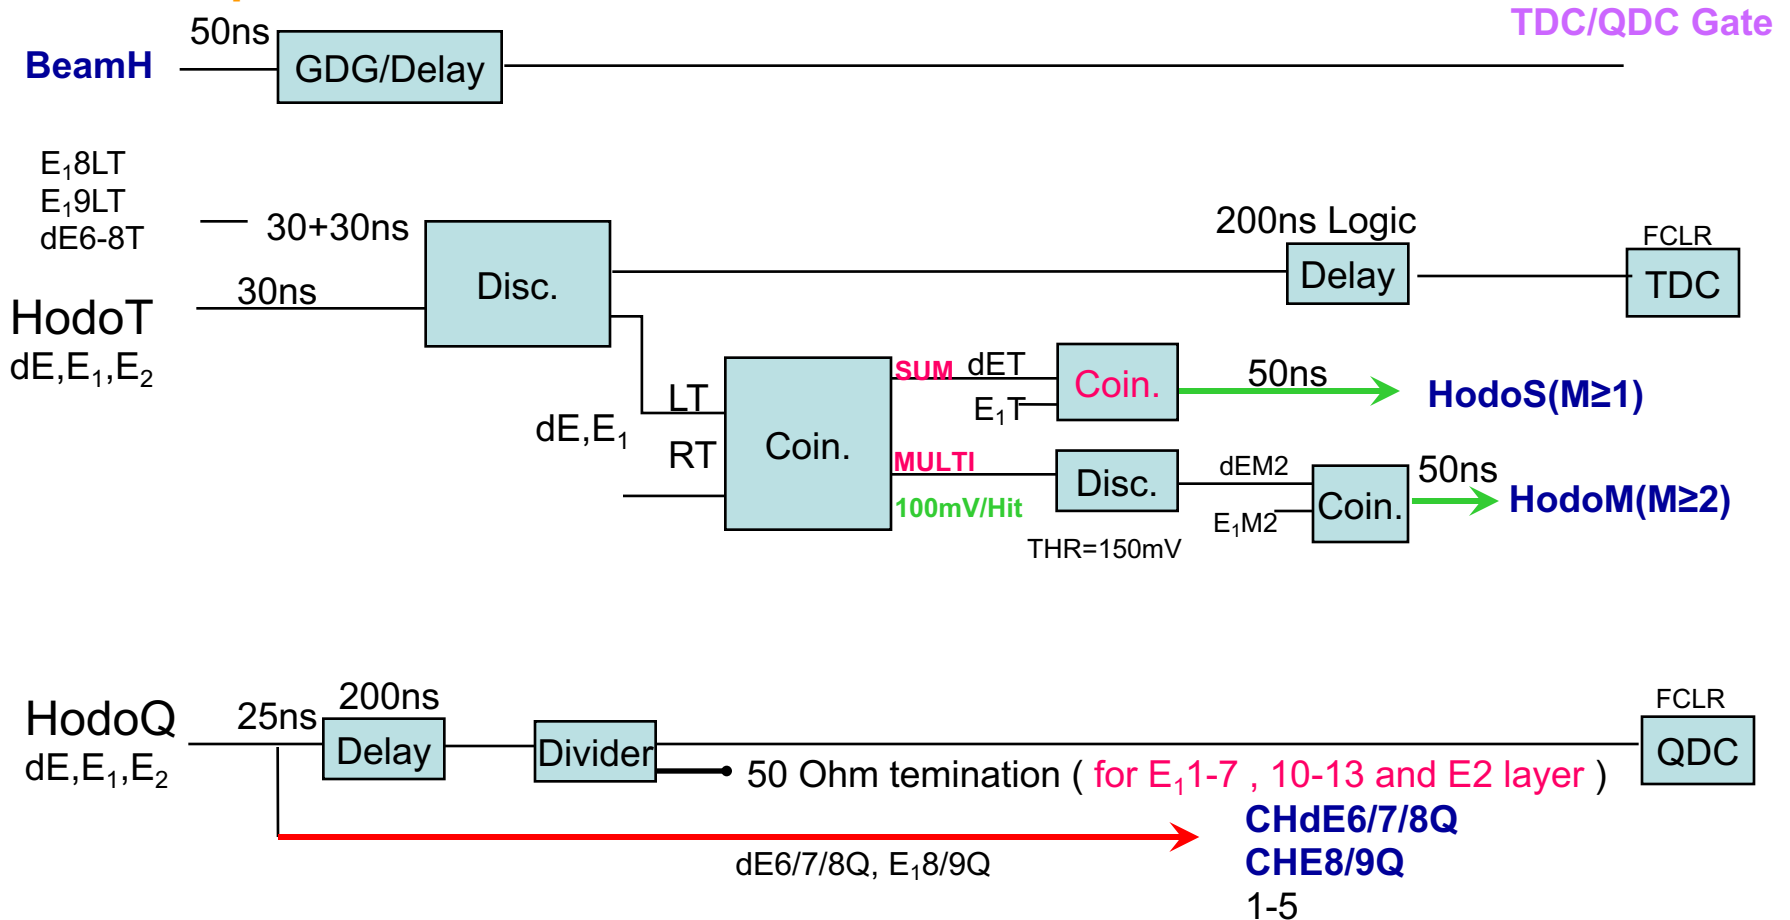 TDC/QDC Gate
50ns
BeamH
GDG/Delay
E₁8LT
E₁9LT
dE6-8T
30+30ns
30ns
HodoT
dE,E₁,E₂
Disc.
200ns Logic
Delay
FCLR
TDC
LT
dE,E₁
RT
Coin.
SUM
dET
E₁T
Coin.
50ns
HodoS(M≥1)
MULTI
100mV/Hit
Disc.
THR=150mV
dEM2
E₁M2
Coin.
50ns
HodoM(M≥2)
HodoQ
dE,E₁,E₂
25ns
200ns
Delay
Divider
FCLR
QDC
50 Ohm temination ( for E₁1-7 , 10-13 and E2 layer )
dE6/7/8Q, E₁8/9Q
CHdE6/7/8Q
CHE8/9Q
1-5